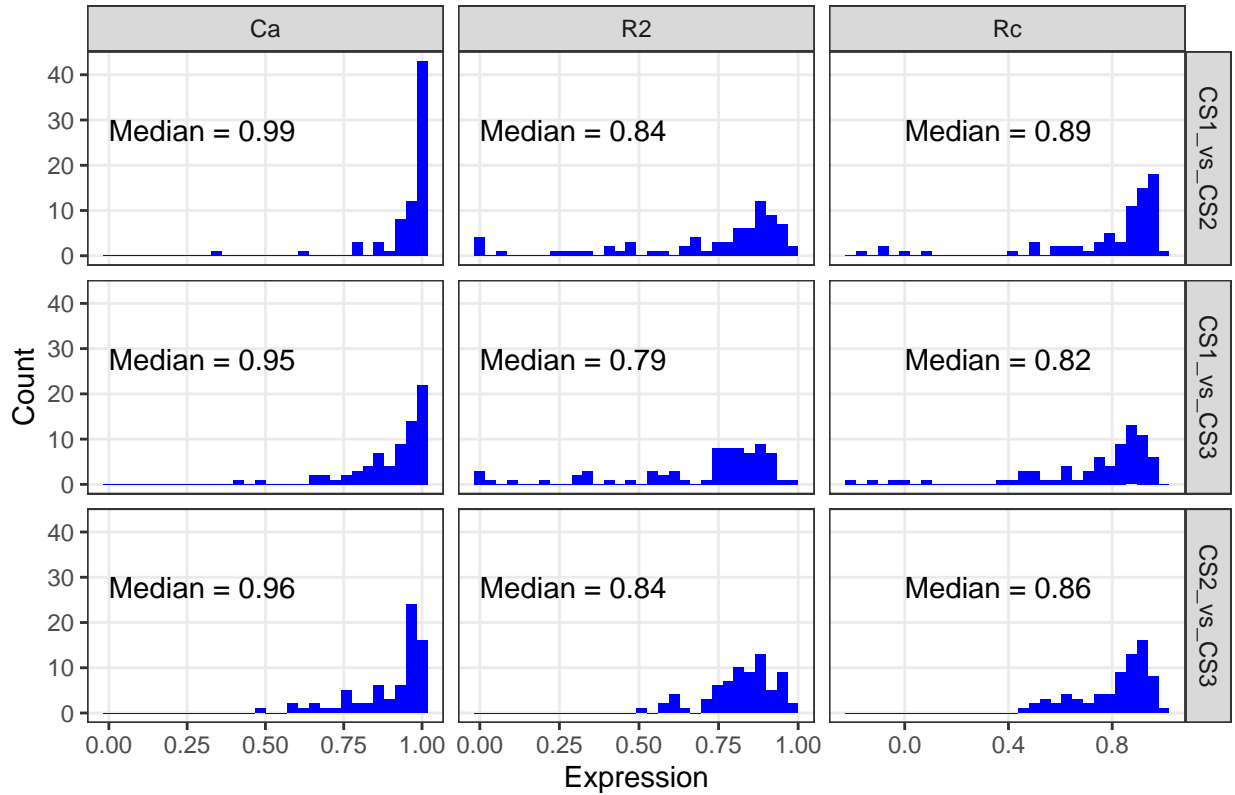 Ca
R2
Rc
40
30
20
10
0
Median = 0.99
Median = 0.84
Median = 0.89
CS1_vs_CS2
40
30
20
10
0
Median = 0.95
Median = 0.79
Median = 0.82
CS1_vs_CS3
Count
40
30
20
10
0
Median = 0.96
Median = 0.84
Median = 0.86
CS2_vs_CS3
0.00 0.25 0.50 0.75 1.00
0.00 0.25 0.50 0.75 1.00
0.0 0.4 0.8
Expression